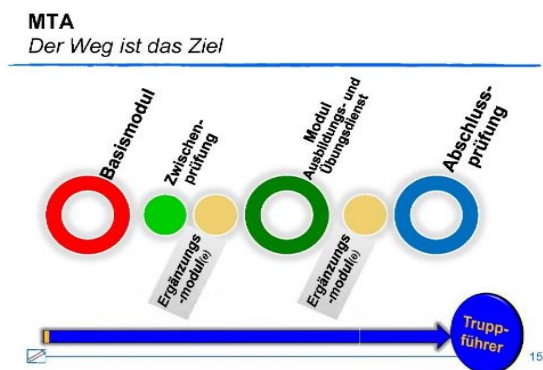 MTA
Der Weg ist das Ziel
Basismodul
Zwischen-
prüfung
Ergänzungs
-modul(e)
Modul
Ausbildungs- und
Übungsdienst
Ergänzungs
-modul(e)
Abschluss-
prüfung
Trupp-
führer
15